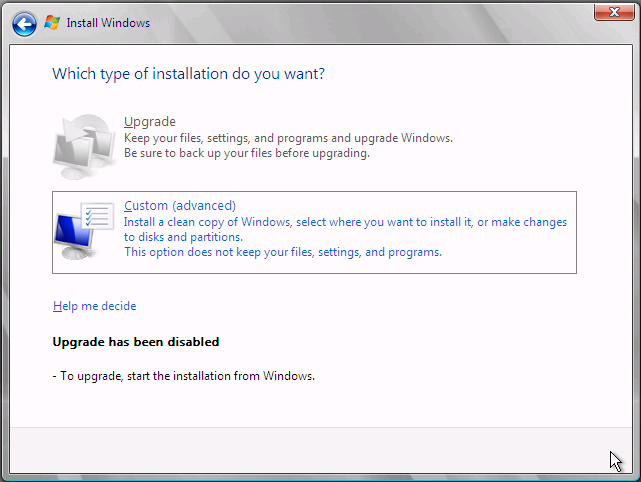 Install Windows
Which type of installation do you want?
Upgrade
Keep your files, settings, and programs and upgrade Windows.
Be sure to back up your files before upgrading.
Custom (advanced)
Install a clean copy of Windows, select where you want to install it, or make changes
to disks and partitions.
This option does not keep your files, settings, and programs.
Help me decide
Upgrade has been disabled
- To upgrade, start the installation from Windows.